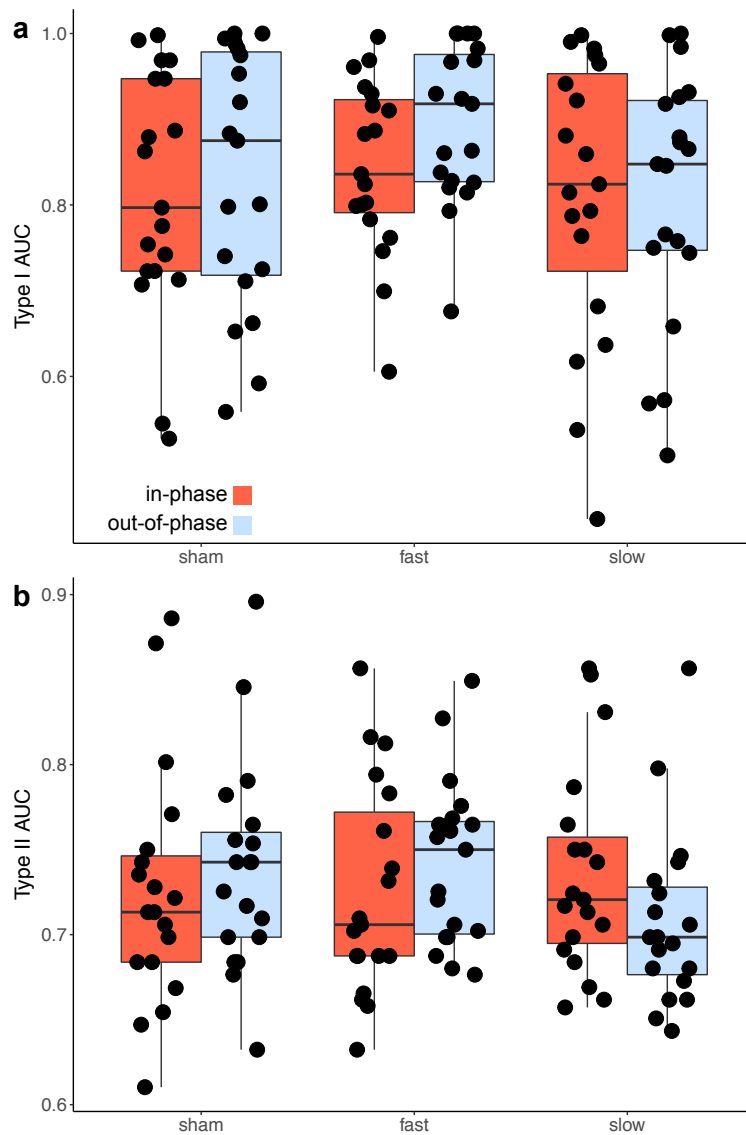 a
1.0
0.8
0.6
Type I AUC
in-phase
out-of-phase
sham fast slow
b
0.9
0.8
0.7
0.6
Type II AUC
sham fast slow